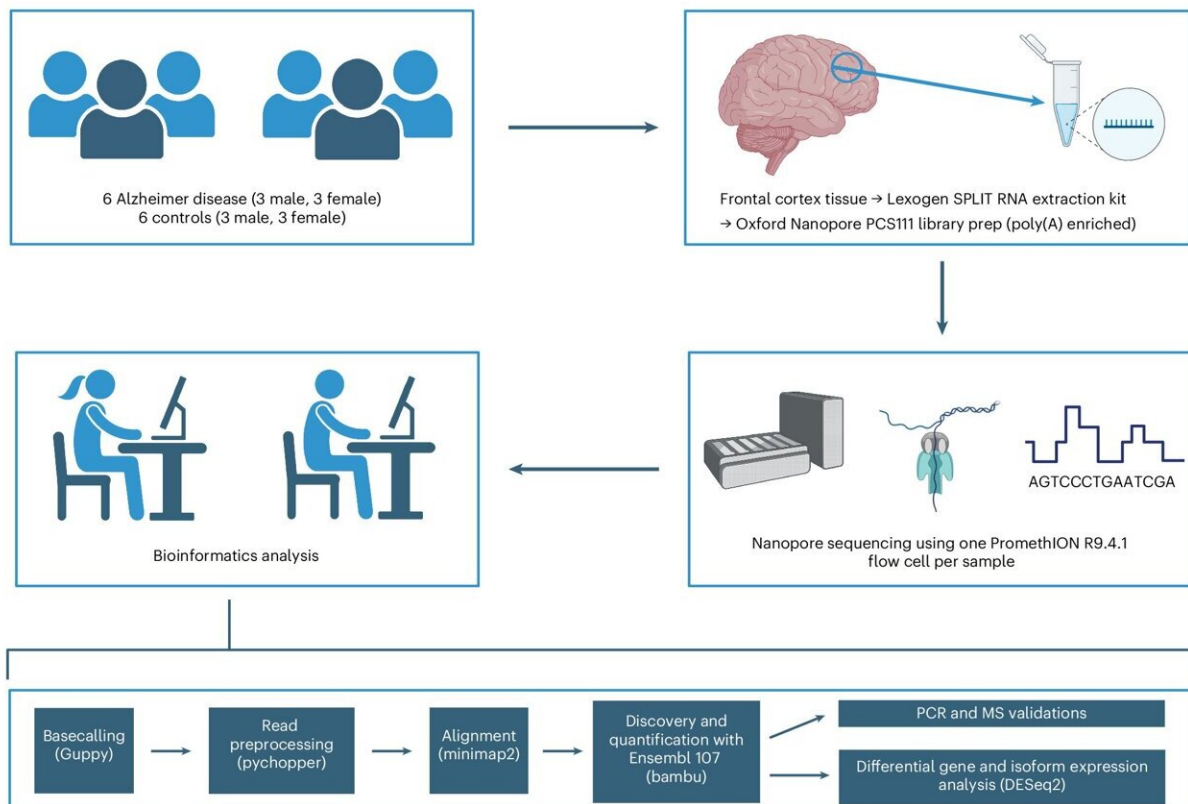 6 Alzheimer disease (3 male, 3 female)
6 controls (3 male, 3 female)
Frontal cortex tissue → Lexogen SPLIT RNA extraction kit
→ Oxford Nanopore PCS111 library prep (poly(A) enriched)
AGTCCCTGAATCGA
Nanopore sequencing using one PromethION R9.4.1
flow cell per sample
Bioinformatics analysis
Basecalling
(Guppy)
Read
preprocessing
(pychopper)
Alignment
(minimap2)
Discovery and
quantification with
Ensembl 107
(bambu)
PCR and MS validations
Differential gene and isoform expression
analysis (DESeq2)